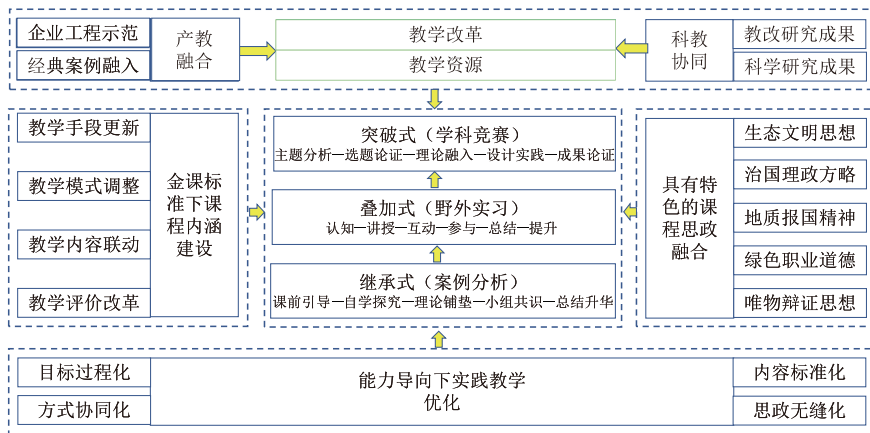 企业工程示范
经典案例融入
产教
融合
教学改革
教学资源
科教
协同
教改研究成果
科学研究成果
教学手段更新
教学模式调整
教学内容联动
教学评价改革
金课标
准下课
程内涵
建设
突破式（学科竞赛）
主题分析—选题论证—理论融入—设计实践—成果论证
叠加式（野外实习）
认知—讲授—互动—参与—总结—提升
继承式（案例分析）
课前引导—自学探究—理论铺垫—小组共识—总结升华
具有特
色的课
程思政
融合
生态文明思想
治国理政方略
地质报国精神
绿色职业道德
唯物辩证思想
目标过程化
方式协同化
能力导向下实践教学
优化
内容标准化
思政无缝化